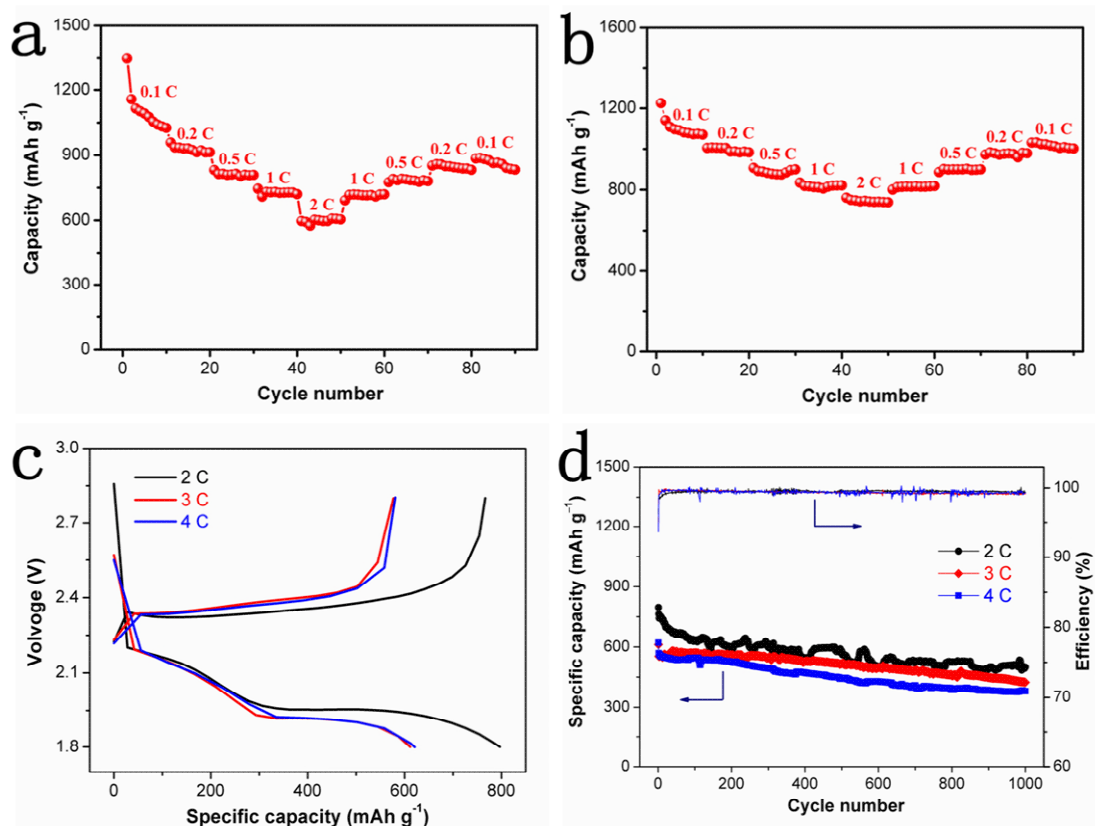 a
1500
1200
900
600
300
0
Capacity (mAh g⁻¹)
0.1 C
0.2 C
0.5 C
1 C
2 C
1 C
0.5 C
0.2 C
0.1 C
0 20 40 60 80
Cycle number
b
1600
1200
800
400
0
Capacity (mAh g⁻¹)
0.1 C
0.2 C
0.5 C
1 C
2 C
1 C
0.5 C
0.2 C
0.1 C
0 20 40 60 80
Cycle number
c
3.0
2.7
2.4
2.1
1.8
Volvoge (V)
2 C
3 C
4 C
0 200 400 600 800
Specific capacity (mAh g⁻¹)
d
1500
1200
900
600
300
0
Specific capacity (mAh g⁻¹)
2 C
3 C
4 C
100
90
80
70
60
Efficiency (%)
0 200 400 600 800 1000
Cycle number